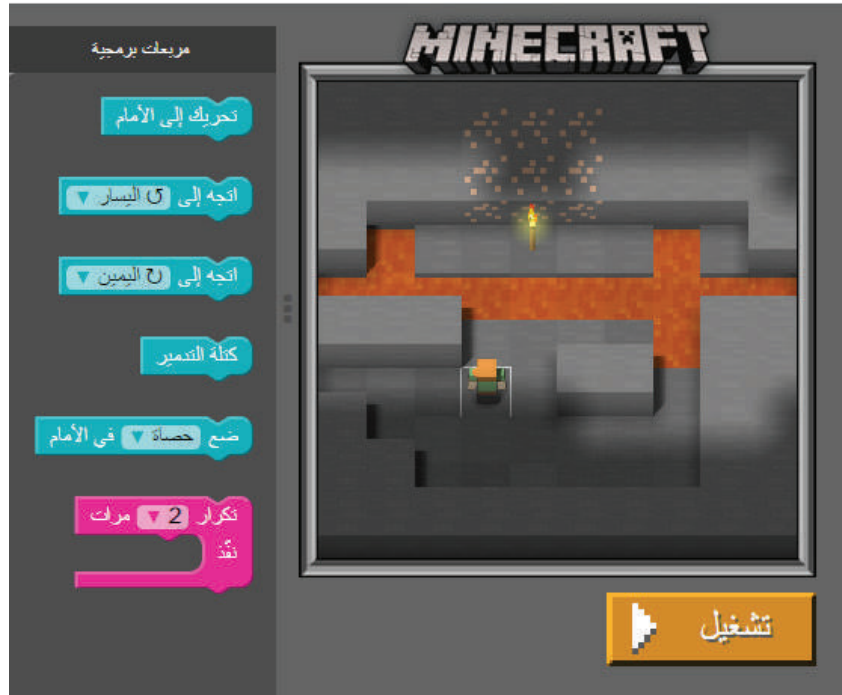 مربعات برمجية
MINECRAFT
تحريك إلى الأمام
اتجه إلى ↺ اليسار ▼
اتجه إلى ↻ اليمين ▼
كتلة التدمير
ضع حصاة ▼ في الأمام
تكرار 2 ▼ مرات
نفّذ
تشغيل